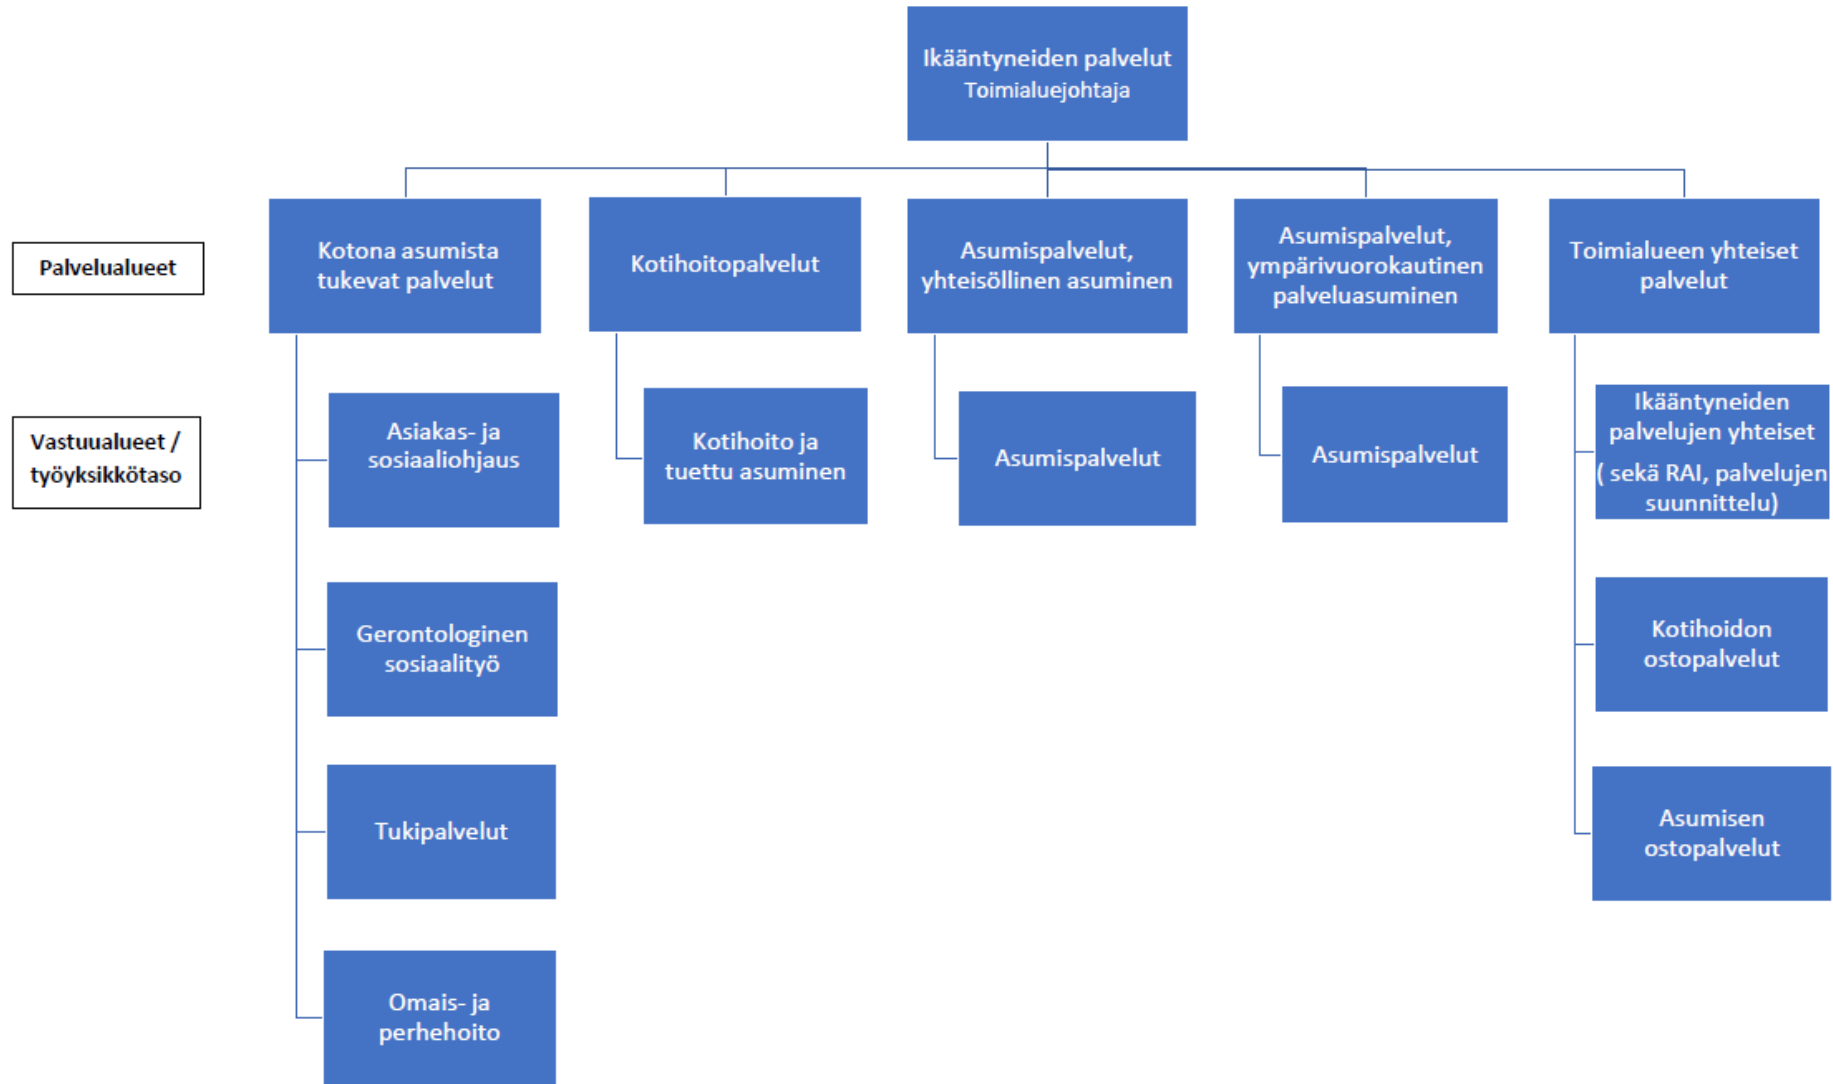 Ikääntyneiden palvelut
Toimialuejohtaja
Palvelualueet
Kotona asumista
tukevat palvelut
Kotihoitopalvelut
Asumispalvelut,
yhteisöllinen asuminen
Asumispalvelut,
ympärivuorokautinen
palveluasuminen
Toimialueen yhteiset
palvelut
Vastuualueet /
työyksikkötaso
Asiakas- ja
sosiaaliohjaus
Kotihoito ja
tuettu asuminen
Asumispalvelut
Asumispalvelut
Ikääntyneiden
palvelujen yhteiset
( sekä RAI, palvelujen
suunnittelu)
Gerontologinen
sosiaalityö
Kotihoidon
ostopalvelut
Tukipalvelut
Asumisen
ostopalvelut
Omais- ja
perhehoito